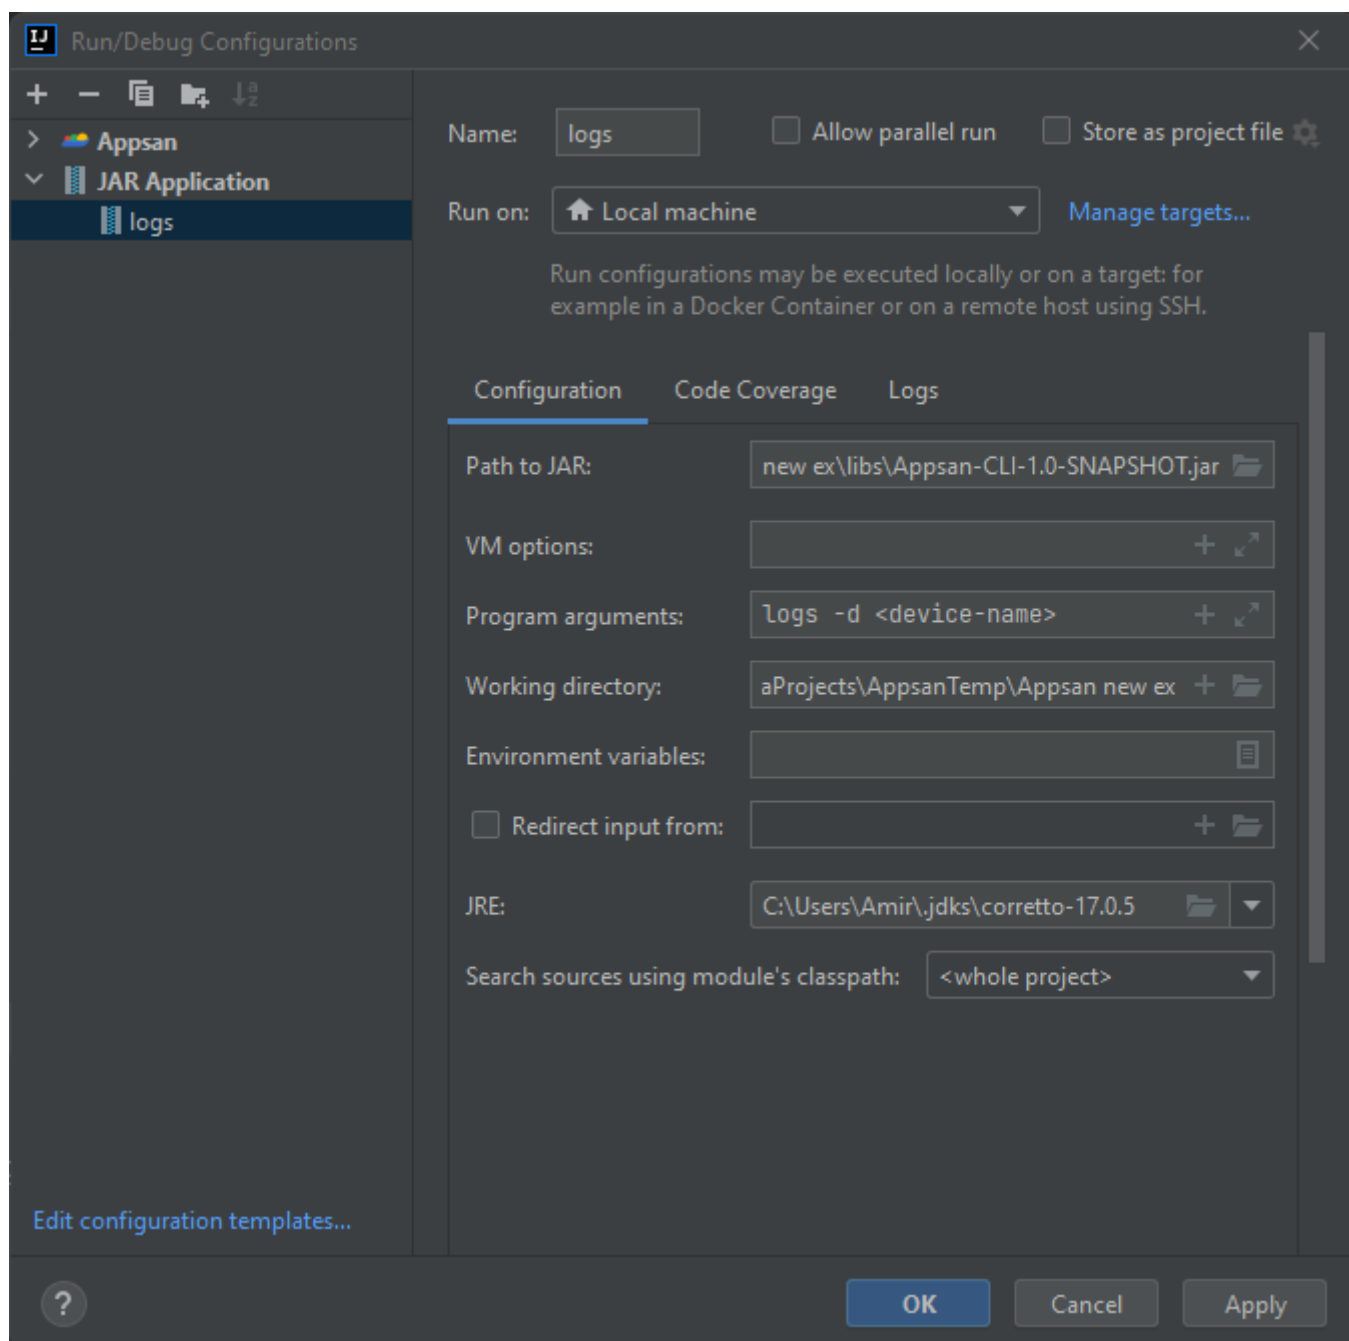 IJ
Run/Debug Configurations
Appsan
JAR Application
logs
Name: logs Allow parallel run Store as project file
Run on: Local machine Manage targets...
Run configurations may be executed locally or on a target: for
example in a Docker Container or on a remote host using SSH.
Configuration Code Coverage Logs
Path to JAR: new ex\libs\Appsan-CLI-1.0-SNAPSHOT.jar
VM options:
Program arguments: logs -d <device-name>
Working directory: aProjects\AppsanTemp\Appsan new ex
Environment variables:
Redirect input from:
JRE: C:\Users\Amir\.jdks\corretto-17.0.5
Search sources using module's classpath: <whole project>
Edit configuration templates...
? OK Cancel Apply